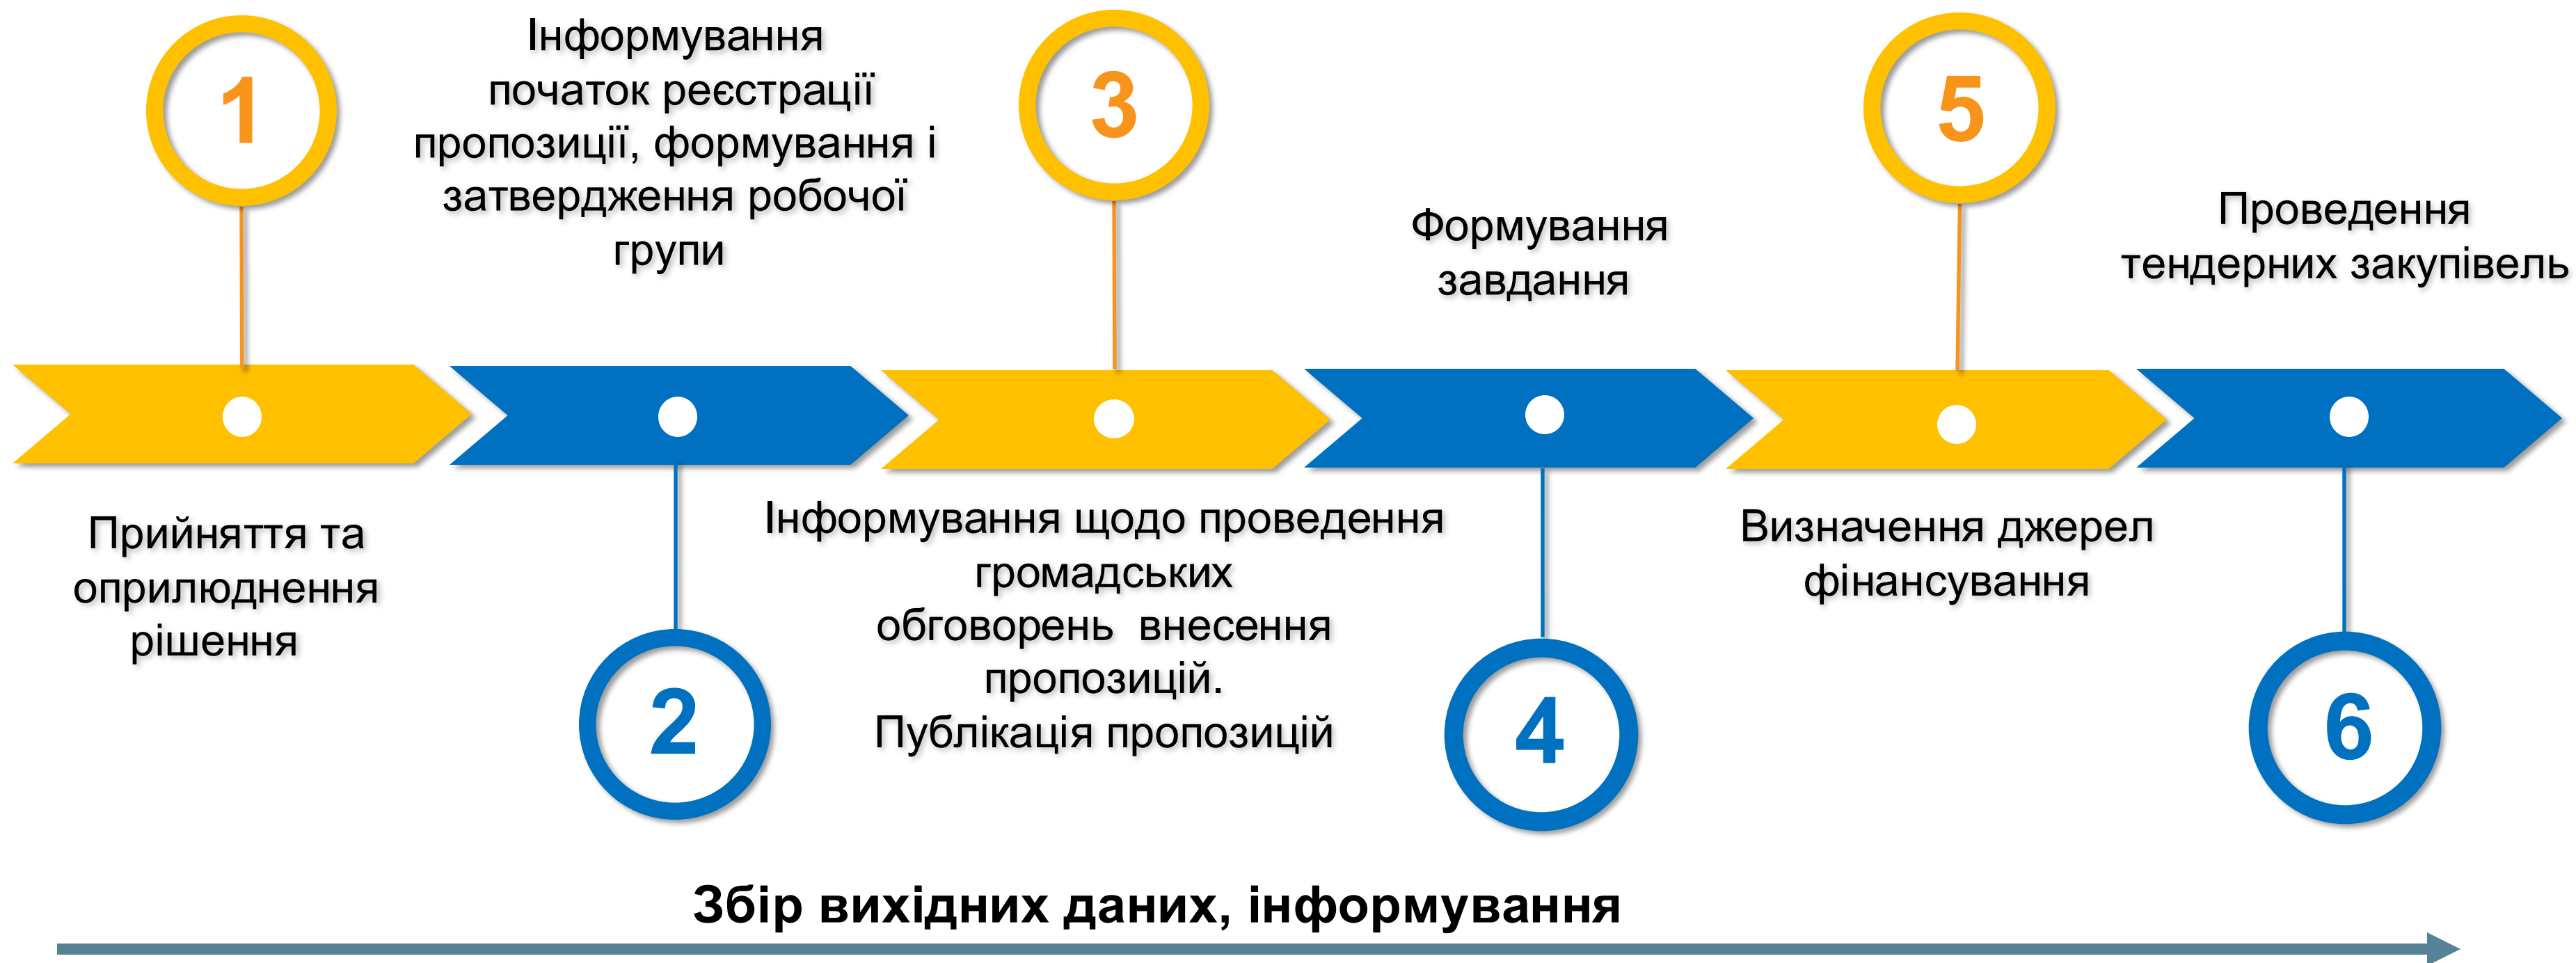 1
Прийняття та
оприлюднення
рішення
Інформування
початок реєстрації
пропозиції, формування і
затвердження робочої
групи
2
3
Інформування щодо проведення
громадських
обговорень внесення
пропозицій.
Публікація пропозицій
Формування
завдання
4
5
Визначення джерел
фінансування
Проведення
тендерних закупівель
6
Збір вихідних даних, інформування